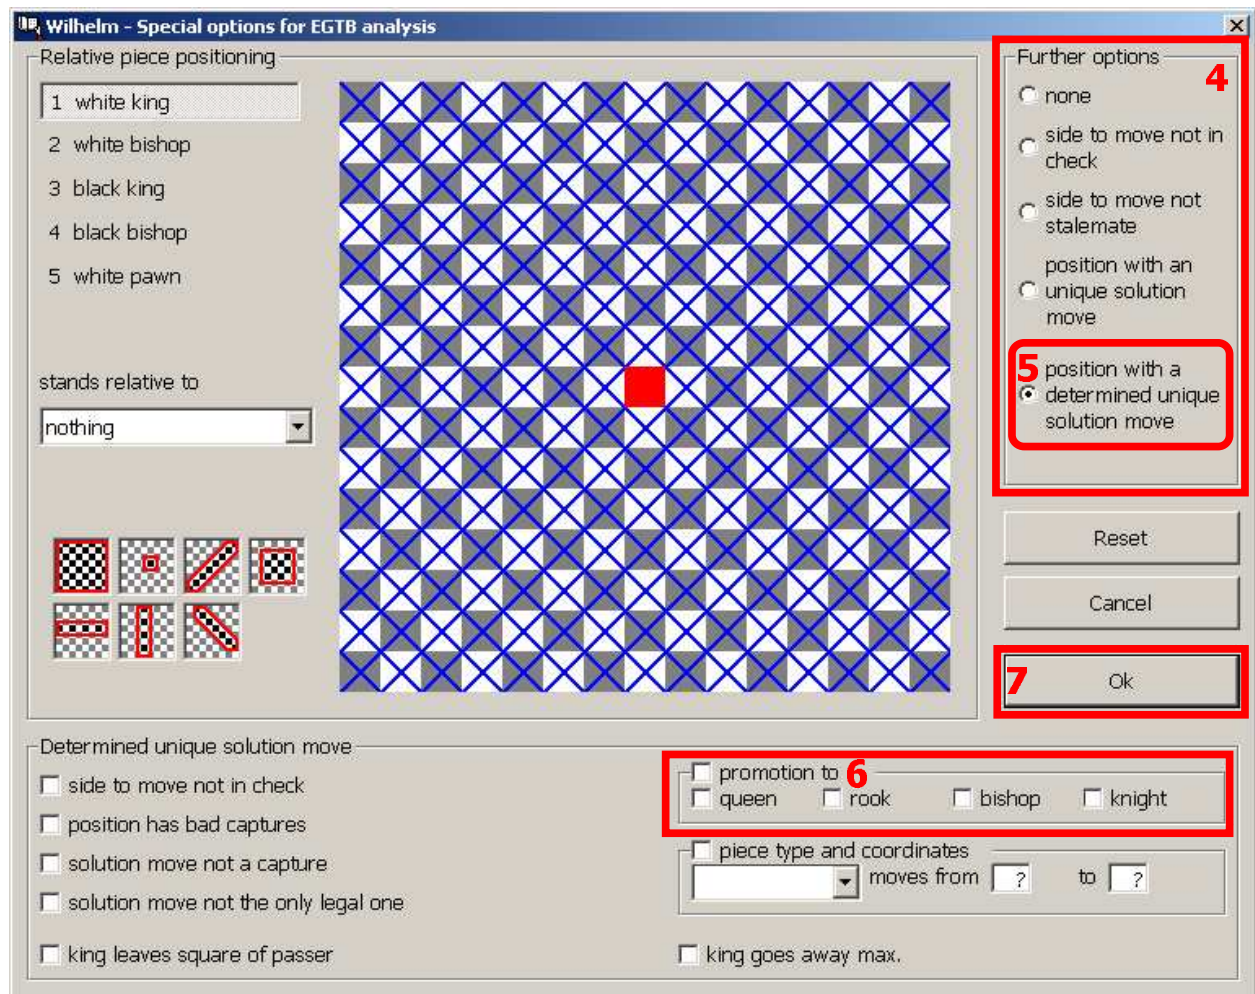 Wilhelm - Special options for EGTB analysis
Relative piece positioning
1 white king
2 white bishop
3 black king
4 black bishop
5 white pawn
stands relative to
nothing
Further options
4
none
side to move not in
check
side to move not
stalemate
position with an
unique solution
move
5 position with a
determined unique
solution move
Reset
Cancel
7 Ok
Determined unique solution move
side to move not in check
position has bad captures
solution move not a capture
solution move not the only legal one
king leaves square of passer
promotion to 6
queen rook bishop knight
piece type and coordinates
moves from ? to ?
king goes away max.